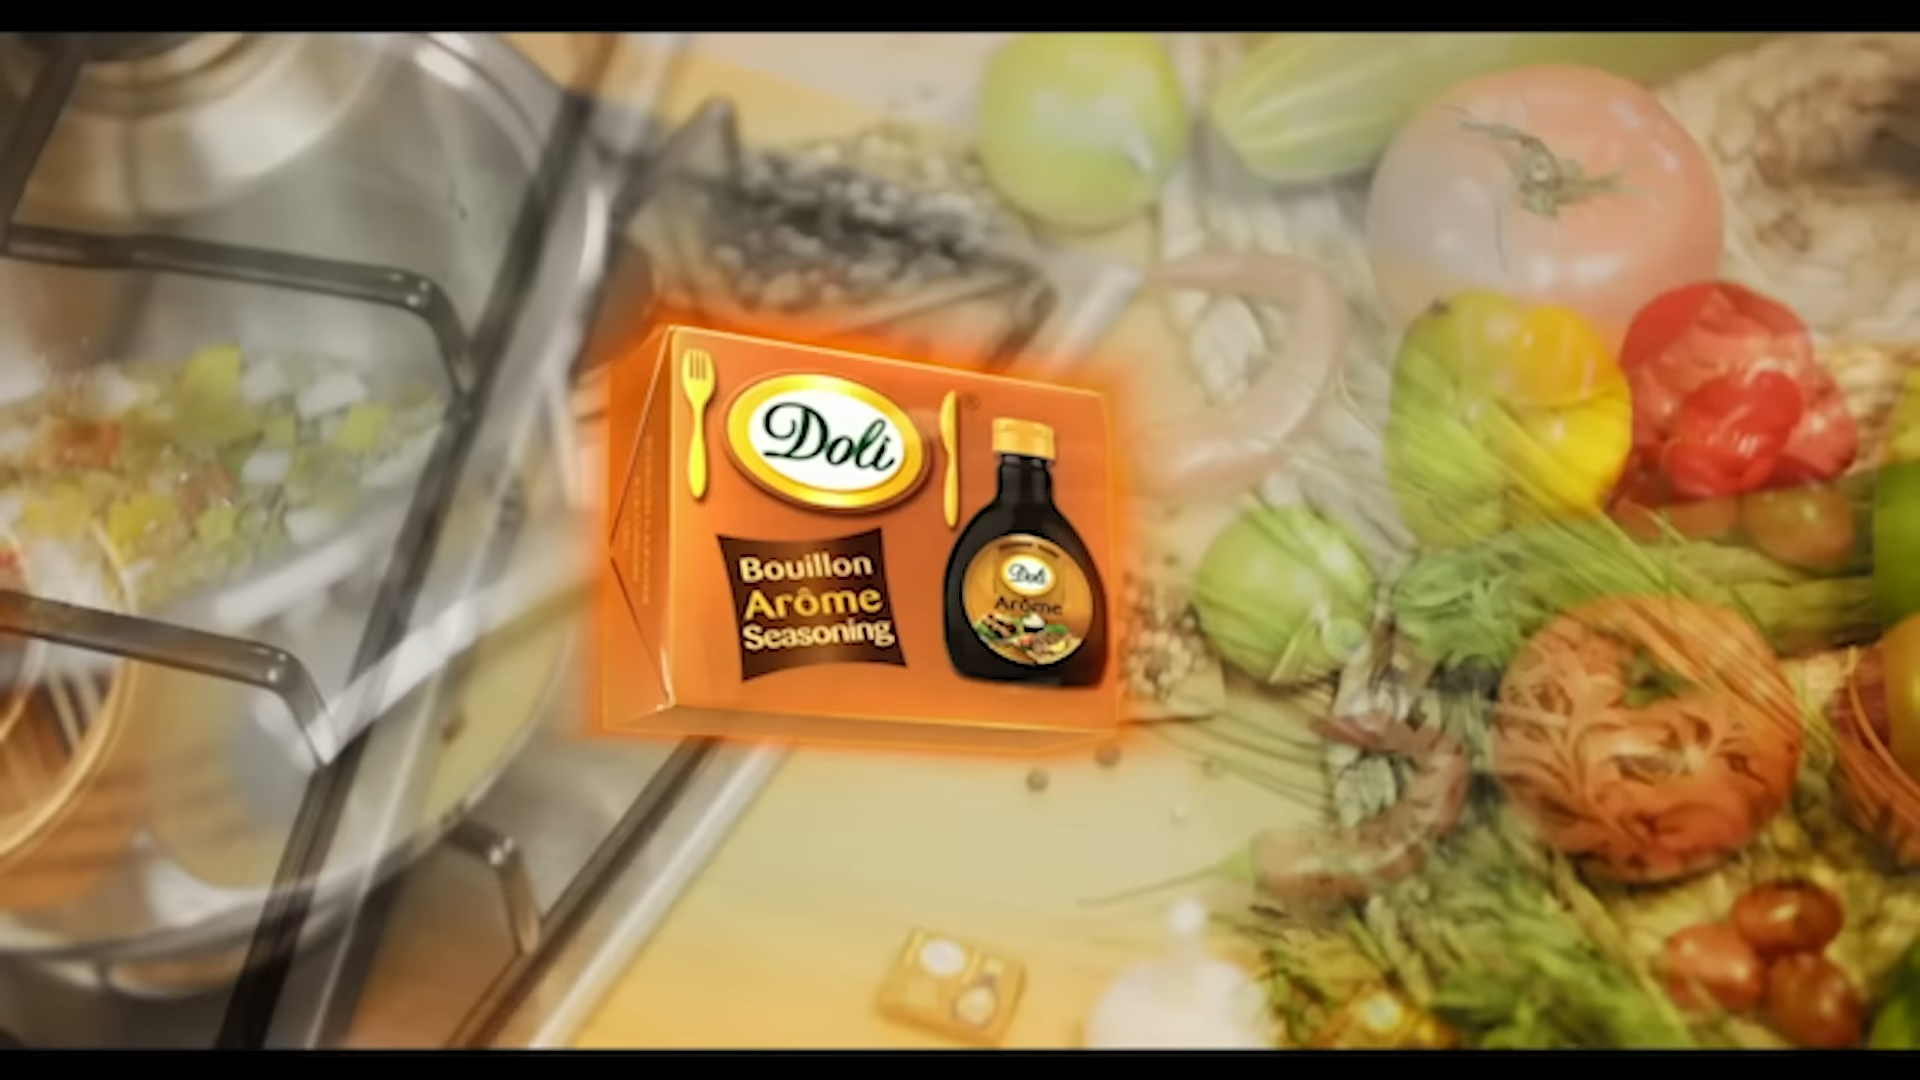 Doli
®
Bouillon
Arôme
Seasoning
Doli
Arôme